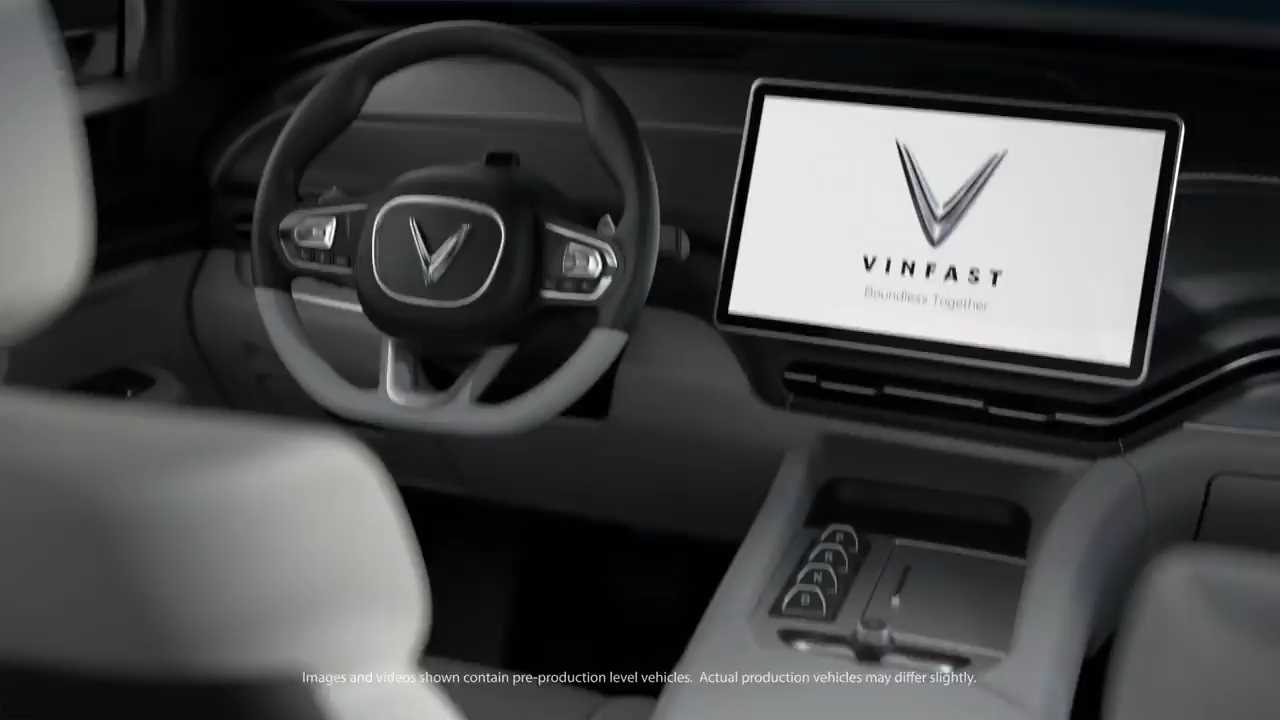 VINFAST
Boundless Together
P
R
N
D
Images and videos shown contain pre-production level vehicles.  Actual production vehicles may differ slightly.